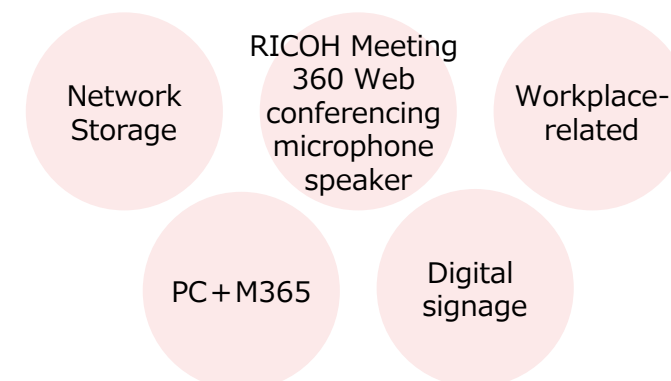 Network
Storage
RICOH Meeting
360 Web
conferencing
microphone
speaker
Workplace-
related
PC+M365
Digital
signage